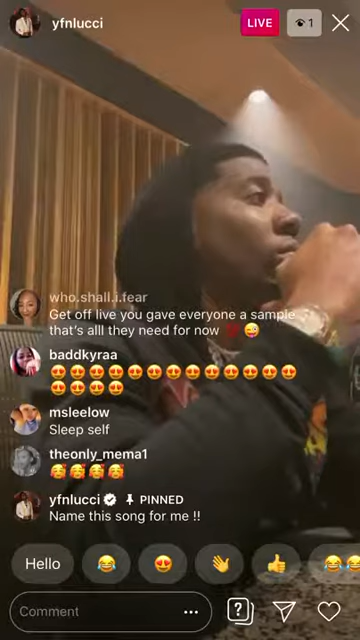 yfnlucci
LIVE
1
who.shall.i.fear
Get off live you gave everyone a sample
that's alll they need for now 💯 😜
baddkyraa
😍😍😍😍😍😍😍😍😍😍😍😍😍
😍😍😍😍
msleelow
Sleep self
theonly_mema1
🥰🥰🥰🥰
yfnlucci PINNED
Name this song for me !!
Hello 😂 😍 👋 👍 😂😂
Comment ... ?